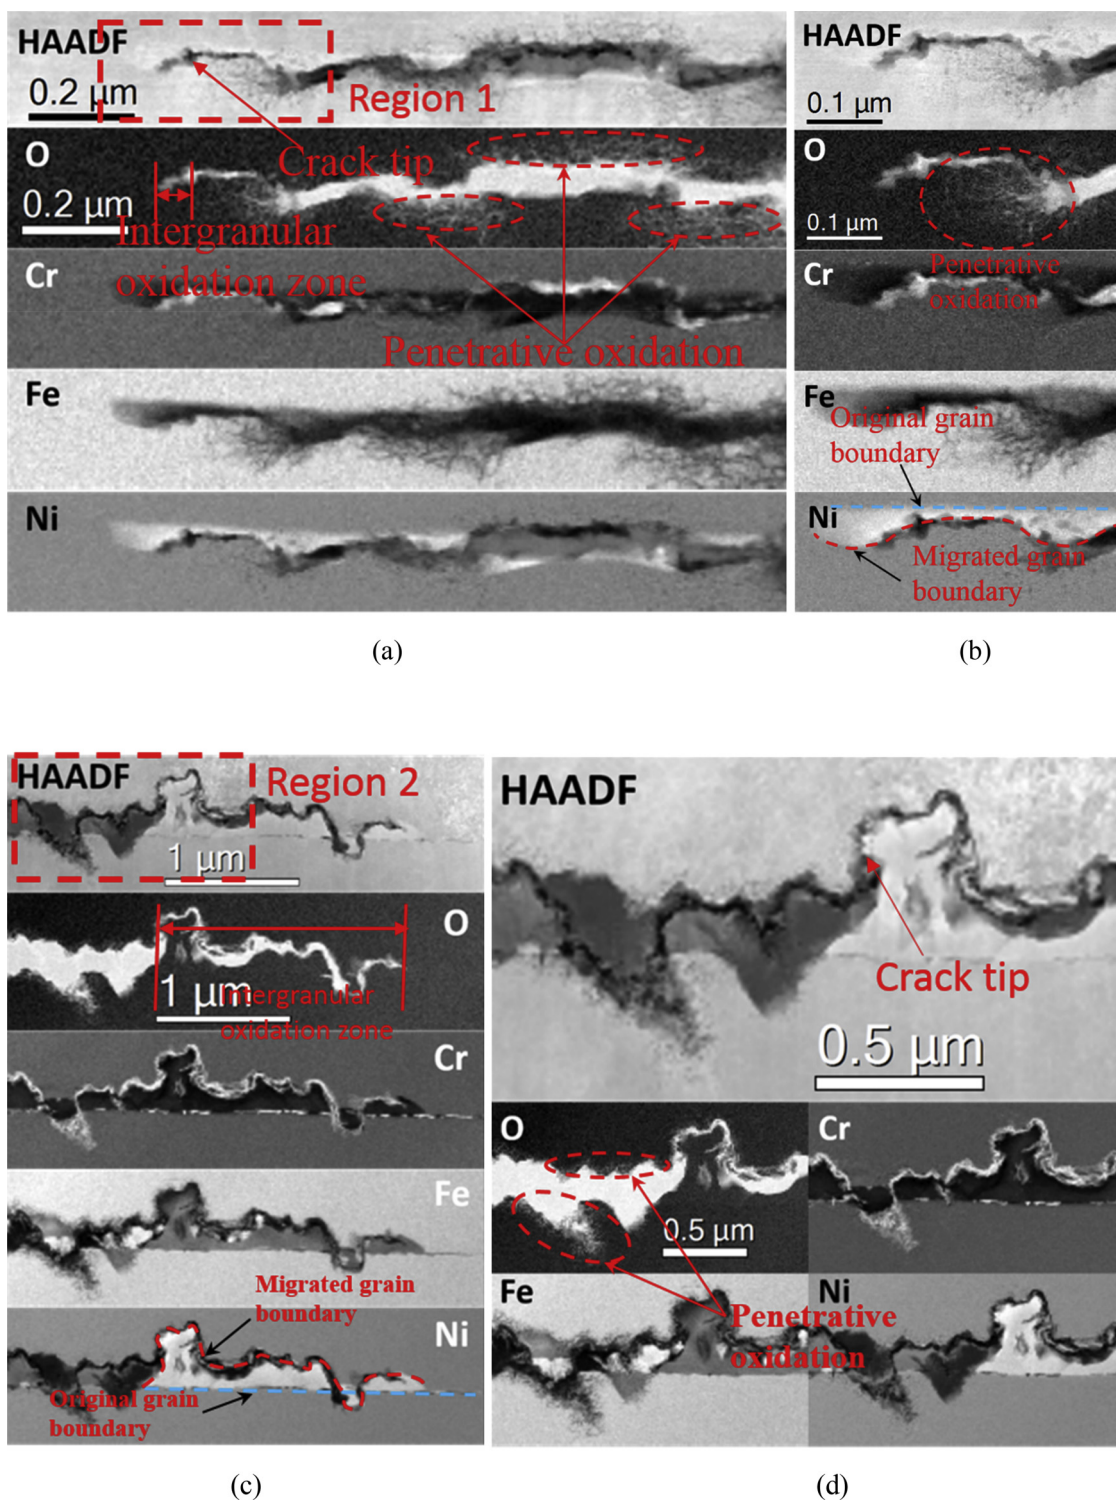 HAADF
0.2 μm
Region 1
O
Crack tip
0.2 μm
Intergranular
oxidation zone
Cr
Penetrative oxidation
Fe
Ni
(a)
HAADF
0.1 μm
O
0.1 μm
Penetrative
oxidation
Cr
Fe
Original grain
boundary
Ni
Migrated grain
boundary
(b)
HAADF
Region 2
1 μm
O
1 μm
Intergranular
oxidation zone
Cr
Fe
Migrated grain
boundary
Ni
Original grain
boundary
(c)
HAADF
Crack tip
0.5 μm
O
Cr
0.5 μm
Fe
Ni
Penetrative
oxidation
(d)